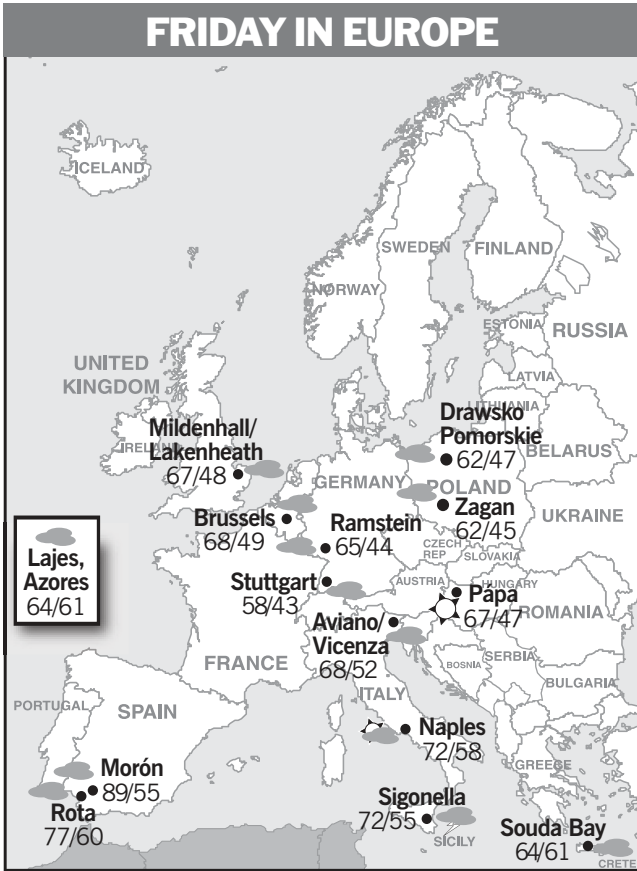 FRIDAY IN EUROPE
ICELAND
SWEDEN
FINLAND
NORWAY
ESTONIA
RUSSIA
UNITED
KINGDOM
LATVIA
LITHUANIA
Drawsko
Pomorskie
62/47
IRELAND
Mildenhall/
Lakenheath
67/48
BELARUS
GERMANY
POLAND
Zagan
62/45
Brussels
68/49
Ramstein
65/44
UKRAINE
Lajes,
Azores
64/61
CZECH
REP
SLOVAKIA
Stuttgart
58/43
AUSTRIA
HUNGARY
Pápa
67/47
ROMANIA
Aviano/
Vicenza
68/52
FRANCE
BOSNIA
SERBIA
BULGARIA
ITALY
PORTUGAL
SPAIN
Naples
72/58
GREECE
Morón
89/55
Rota
77/60
Sigonella
72/55
SICILY
Souda Bay
64/61
CRETE